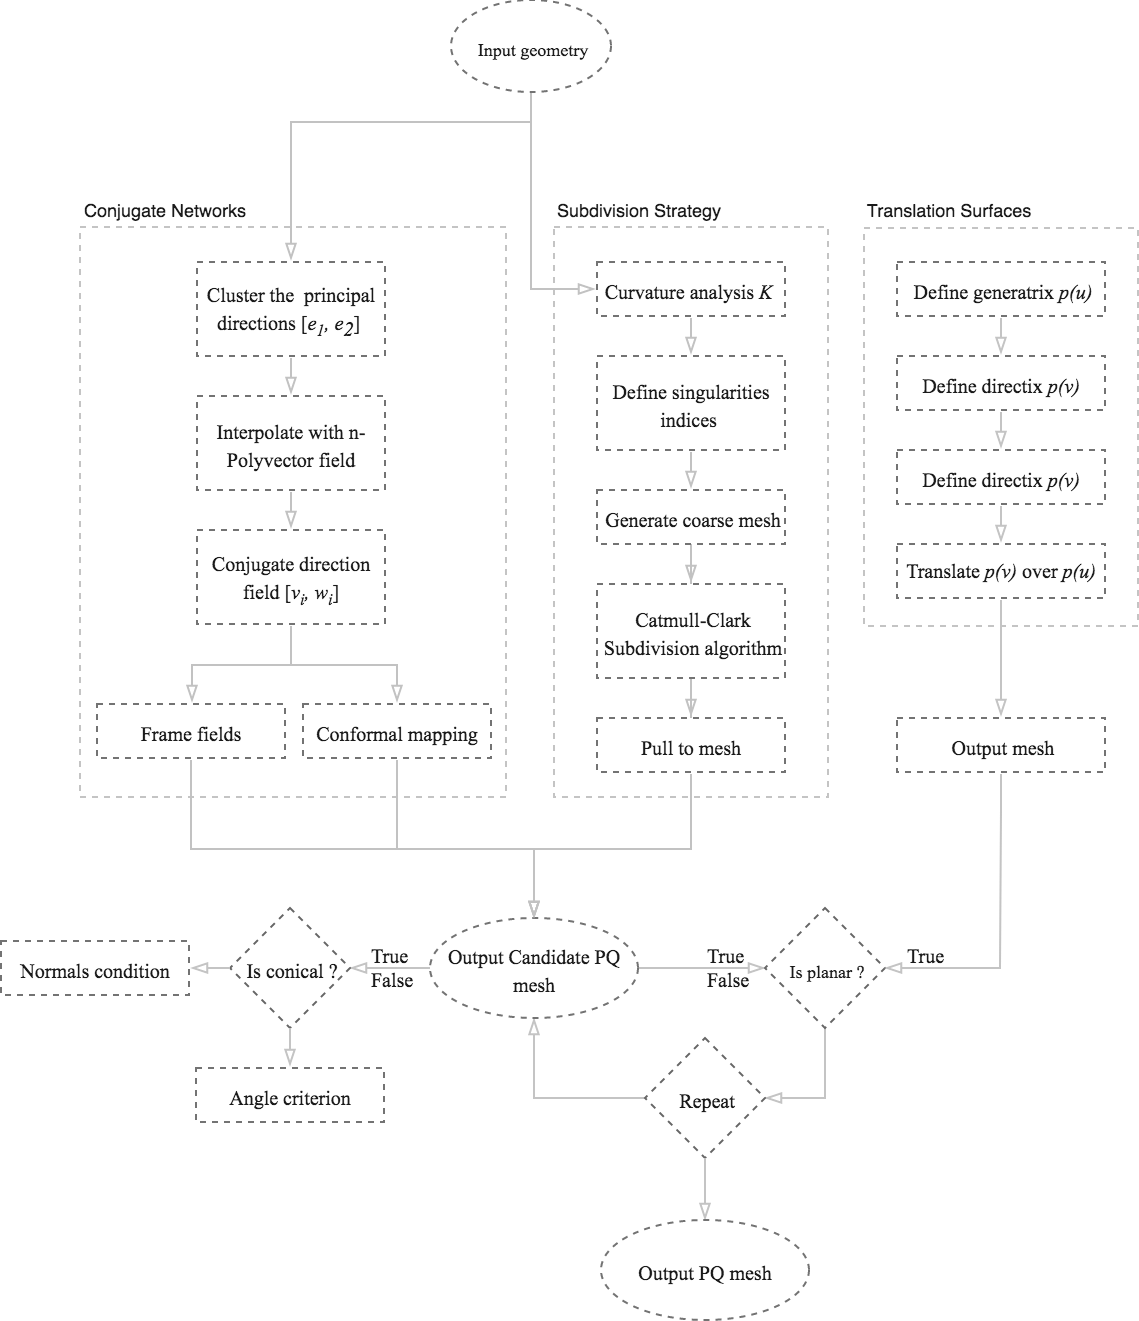 Input geometry
Conjugate Networks
Cluster the principal
directions [e1, e2]
Interpolate with n-
Polyvector field
Conjugate direction
field [vi, wi]
Frame fields
Conformal mapping
Subdivision Strategy
Curvature analysis K
Define singularities
indices
Generate coarse mesh
Catmull-Clark
Subdivision algorithm
Pull to mesh
Translation Surfaces
Define generatrix p(u)
Define directix p(v)
Define directix p(v)
Translate p(v) over p(u)
Output mesh
Normals condition
Is conical ?
True
False
Output Candidate PQ
mesh
True
False
Is planar ?
True
Angle criterion
Repeat
Output PQ mesh